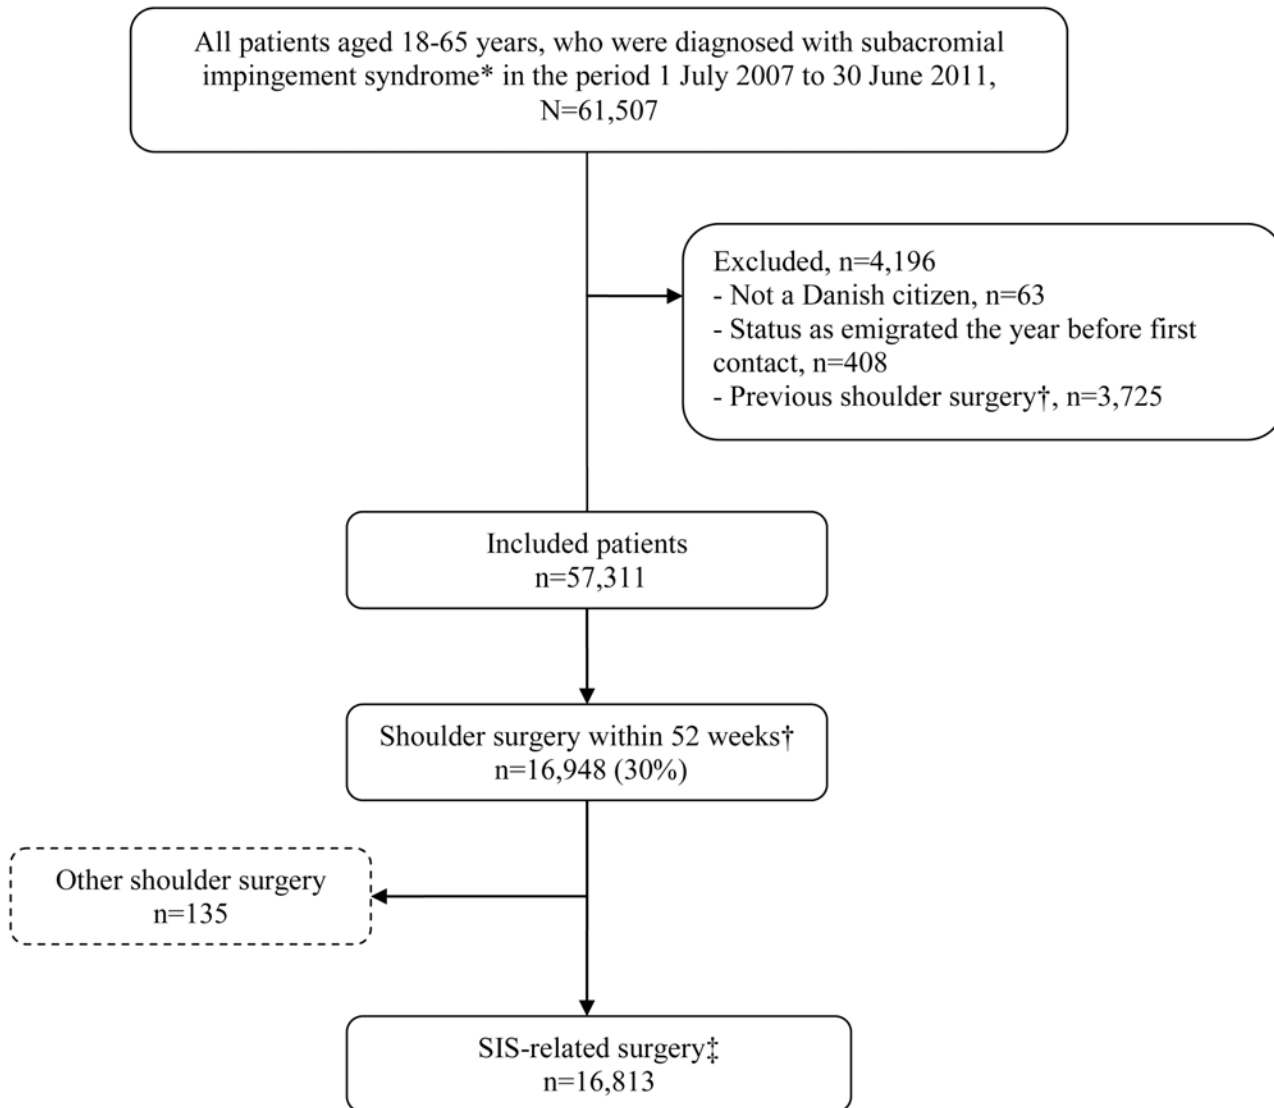 All patients aged 18-65 years, who were diagnosed with subacromial
impingement syndrome* in the period 1 July 2007 to 30 June 2011,
N=61,507
Excluded, n=4,196
- Not a Danish citizen, n=63
- Status as emigrated the year before first
contact, n=408
- Previous shoulder surgery†, n=3,725
Included patients
n=57,311
Shoulder surgery within 52 weeks†
n=16,948 (30%)
Other shoulder surgery
n=135
SIS-related surgery‡
n=16,813